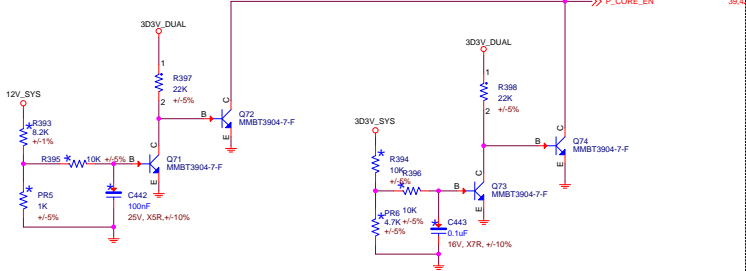 P_CORE_EN
39,4
3D3V_DUAL
3D3V_DUAL
1
R397
22K
+/-5%
2
1
R398
22K
+/-5%
2
12V_SYS
R393
8.2K
+/-1%
C
B
E
Q72
MMBT3904-7-F
3D3V_SYS
C
B
E
Q74
MMBT3904-7-F
R395
10K
+/-5%
C
B
E
Q71
MMBT3904-7-F
R394
10K
+/-5%
R396
10K
+/-5%
C
B
E
Q73
MMBT3904-7-F
PR5
1K
+/-5%
C442
100nF
25V, X5R,+/-10%
PR6
4.7K
+/-5%
C443
0.1uF
16V, X7R, +/-10%